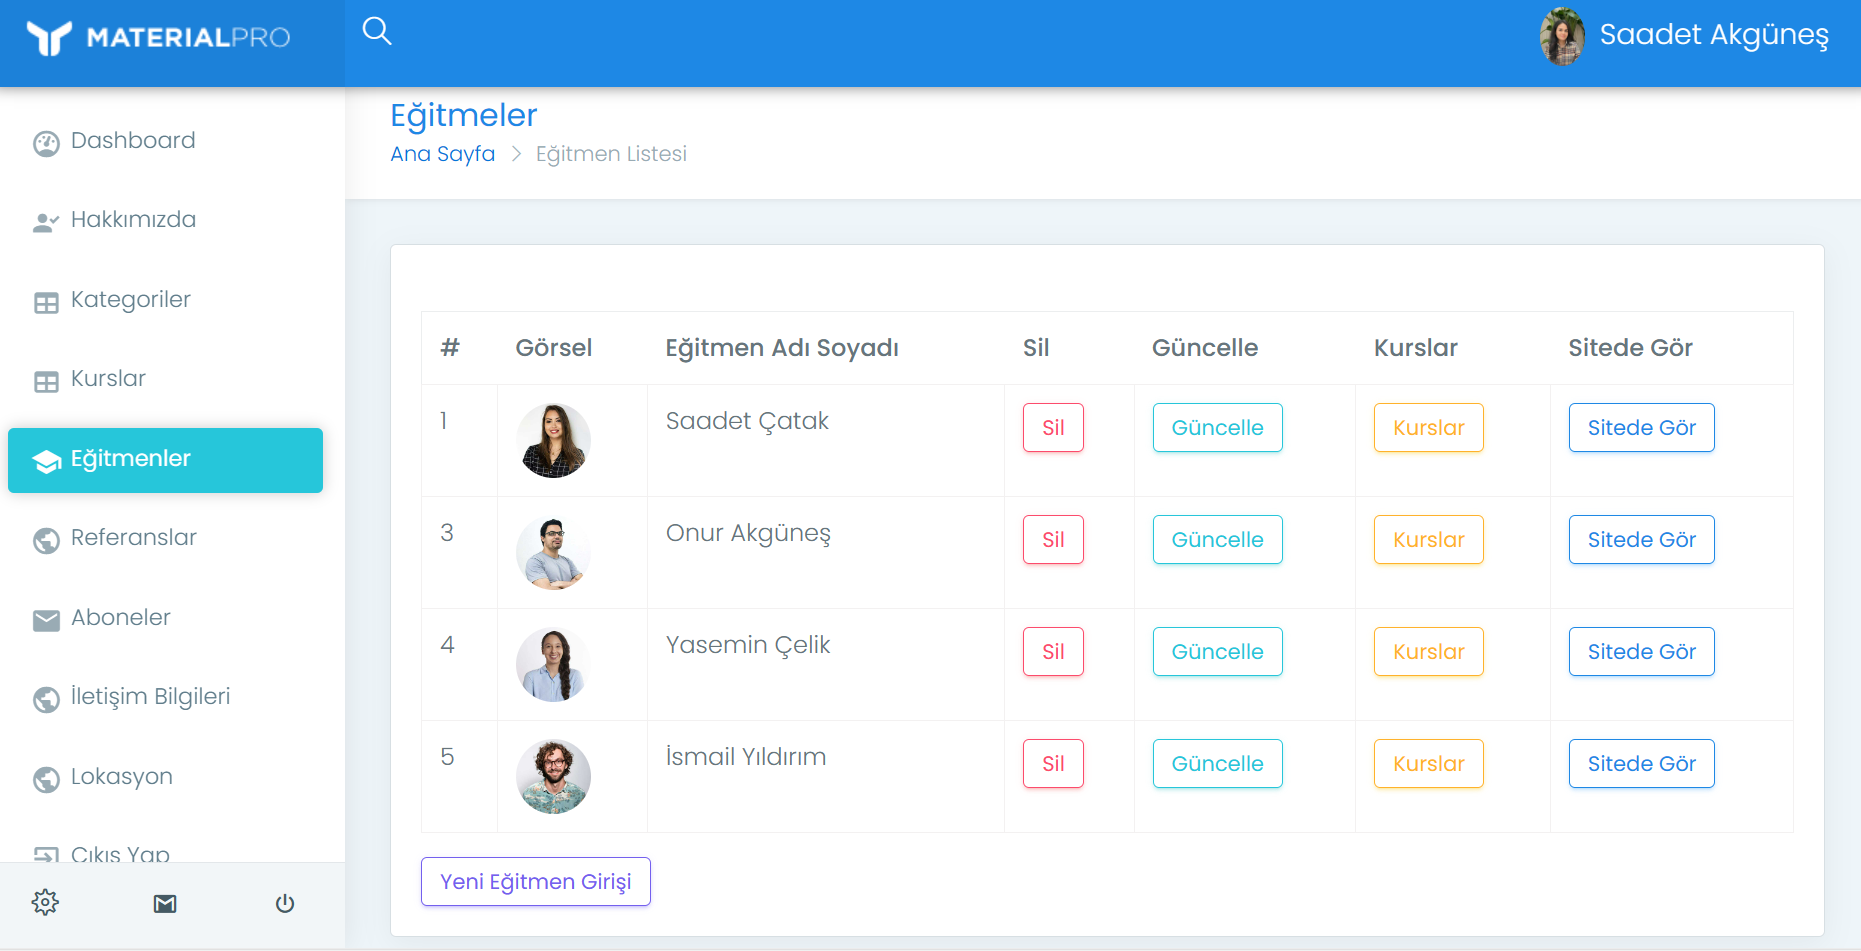 MATERIALPRO
Saadet Akgüneş
Dashboard
Hakkımızda
Kategoriler
Kurslar
Eğitmenler
Referanslar
Aboneler
İletişim Bilgileri
Lokasyon
Çıkış Yap
Eğitmeler
Ana Sayfa > Eğitmen Listesi
# Görsel Eğitmen Adı Soyadı Sil Güncelle Kurslar Sitede Gör
1 Saadet Çatak Sil Güncelle Kurslar Sitede Gör
3 Onur Akgüneş Sil Güncelle Kurslar Sitede Gör
4 Yasemin Çelik Sil Güncelle Kurslar Sitede Gör
5 İsmail Yıldırım Sil Güncelle Kurslar Sitede Gör
Yeni Eğitmen Girişi